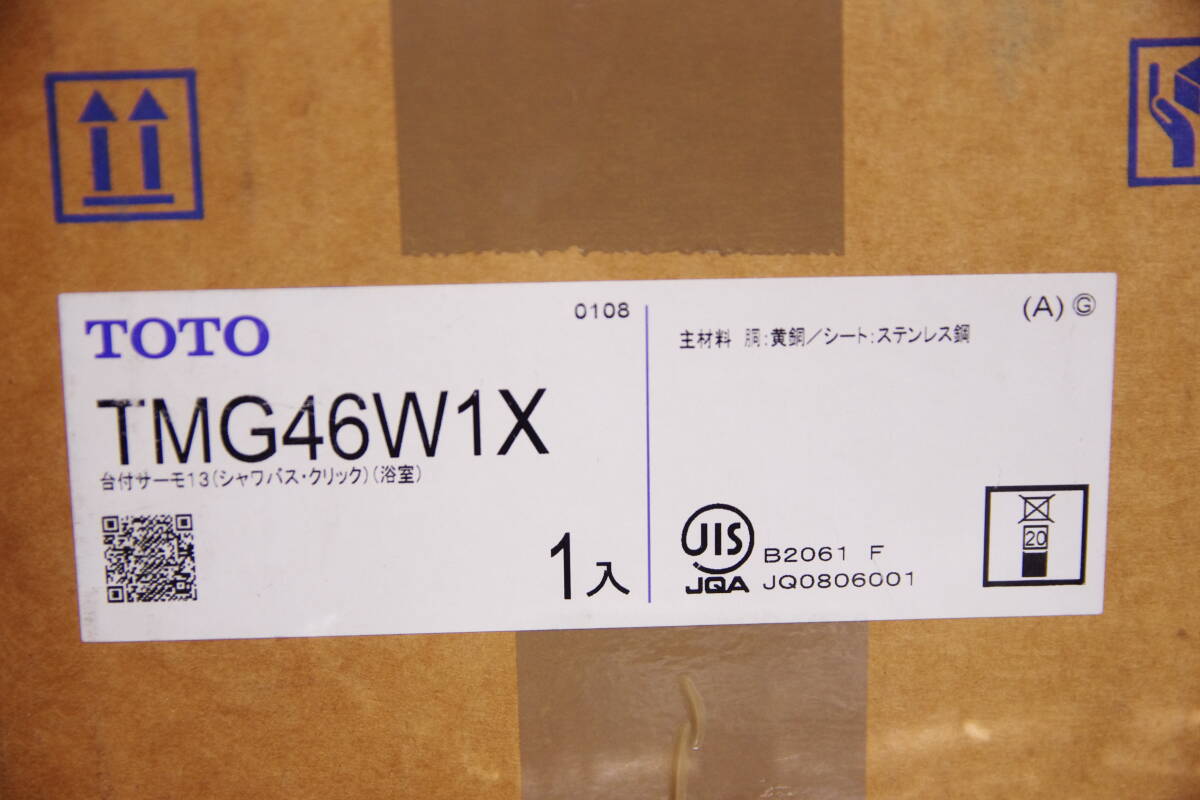 TOTO
0108
TMG46W1X
台付サーモ13(シャワバス・クリック)(浴室)
1入
(A) Ⓖ
主材料 胴:黄銅/シート:ステンレス鋼
JIS
JQA
B2061 F
JQ0806001
20